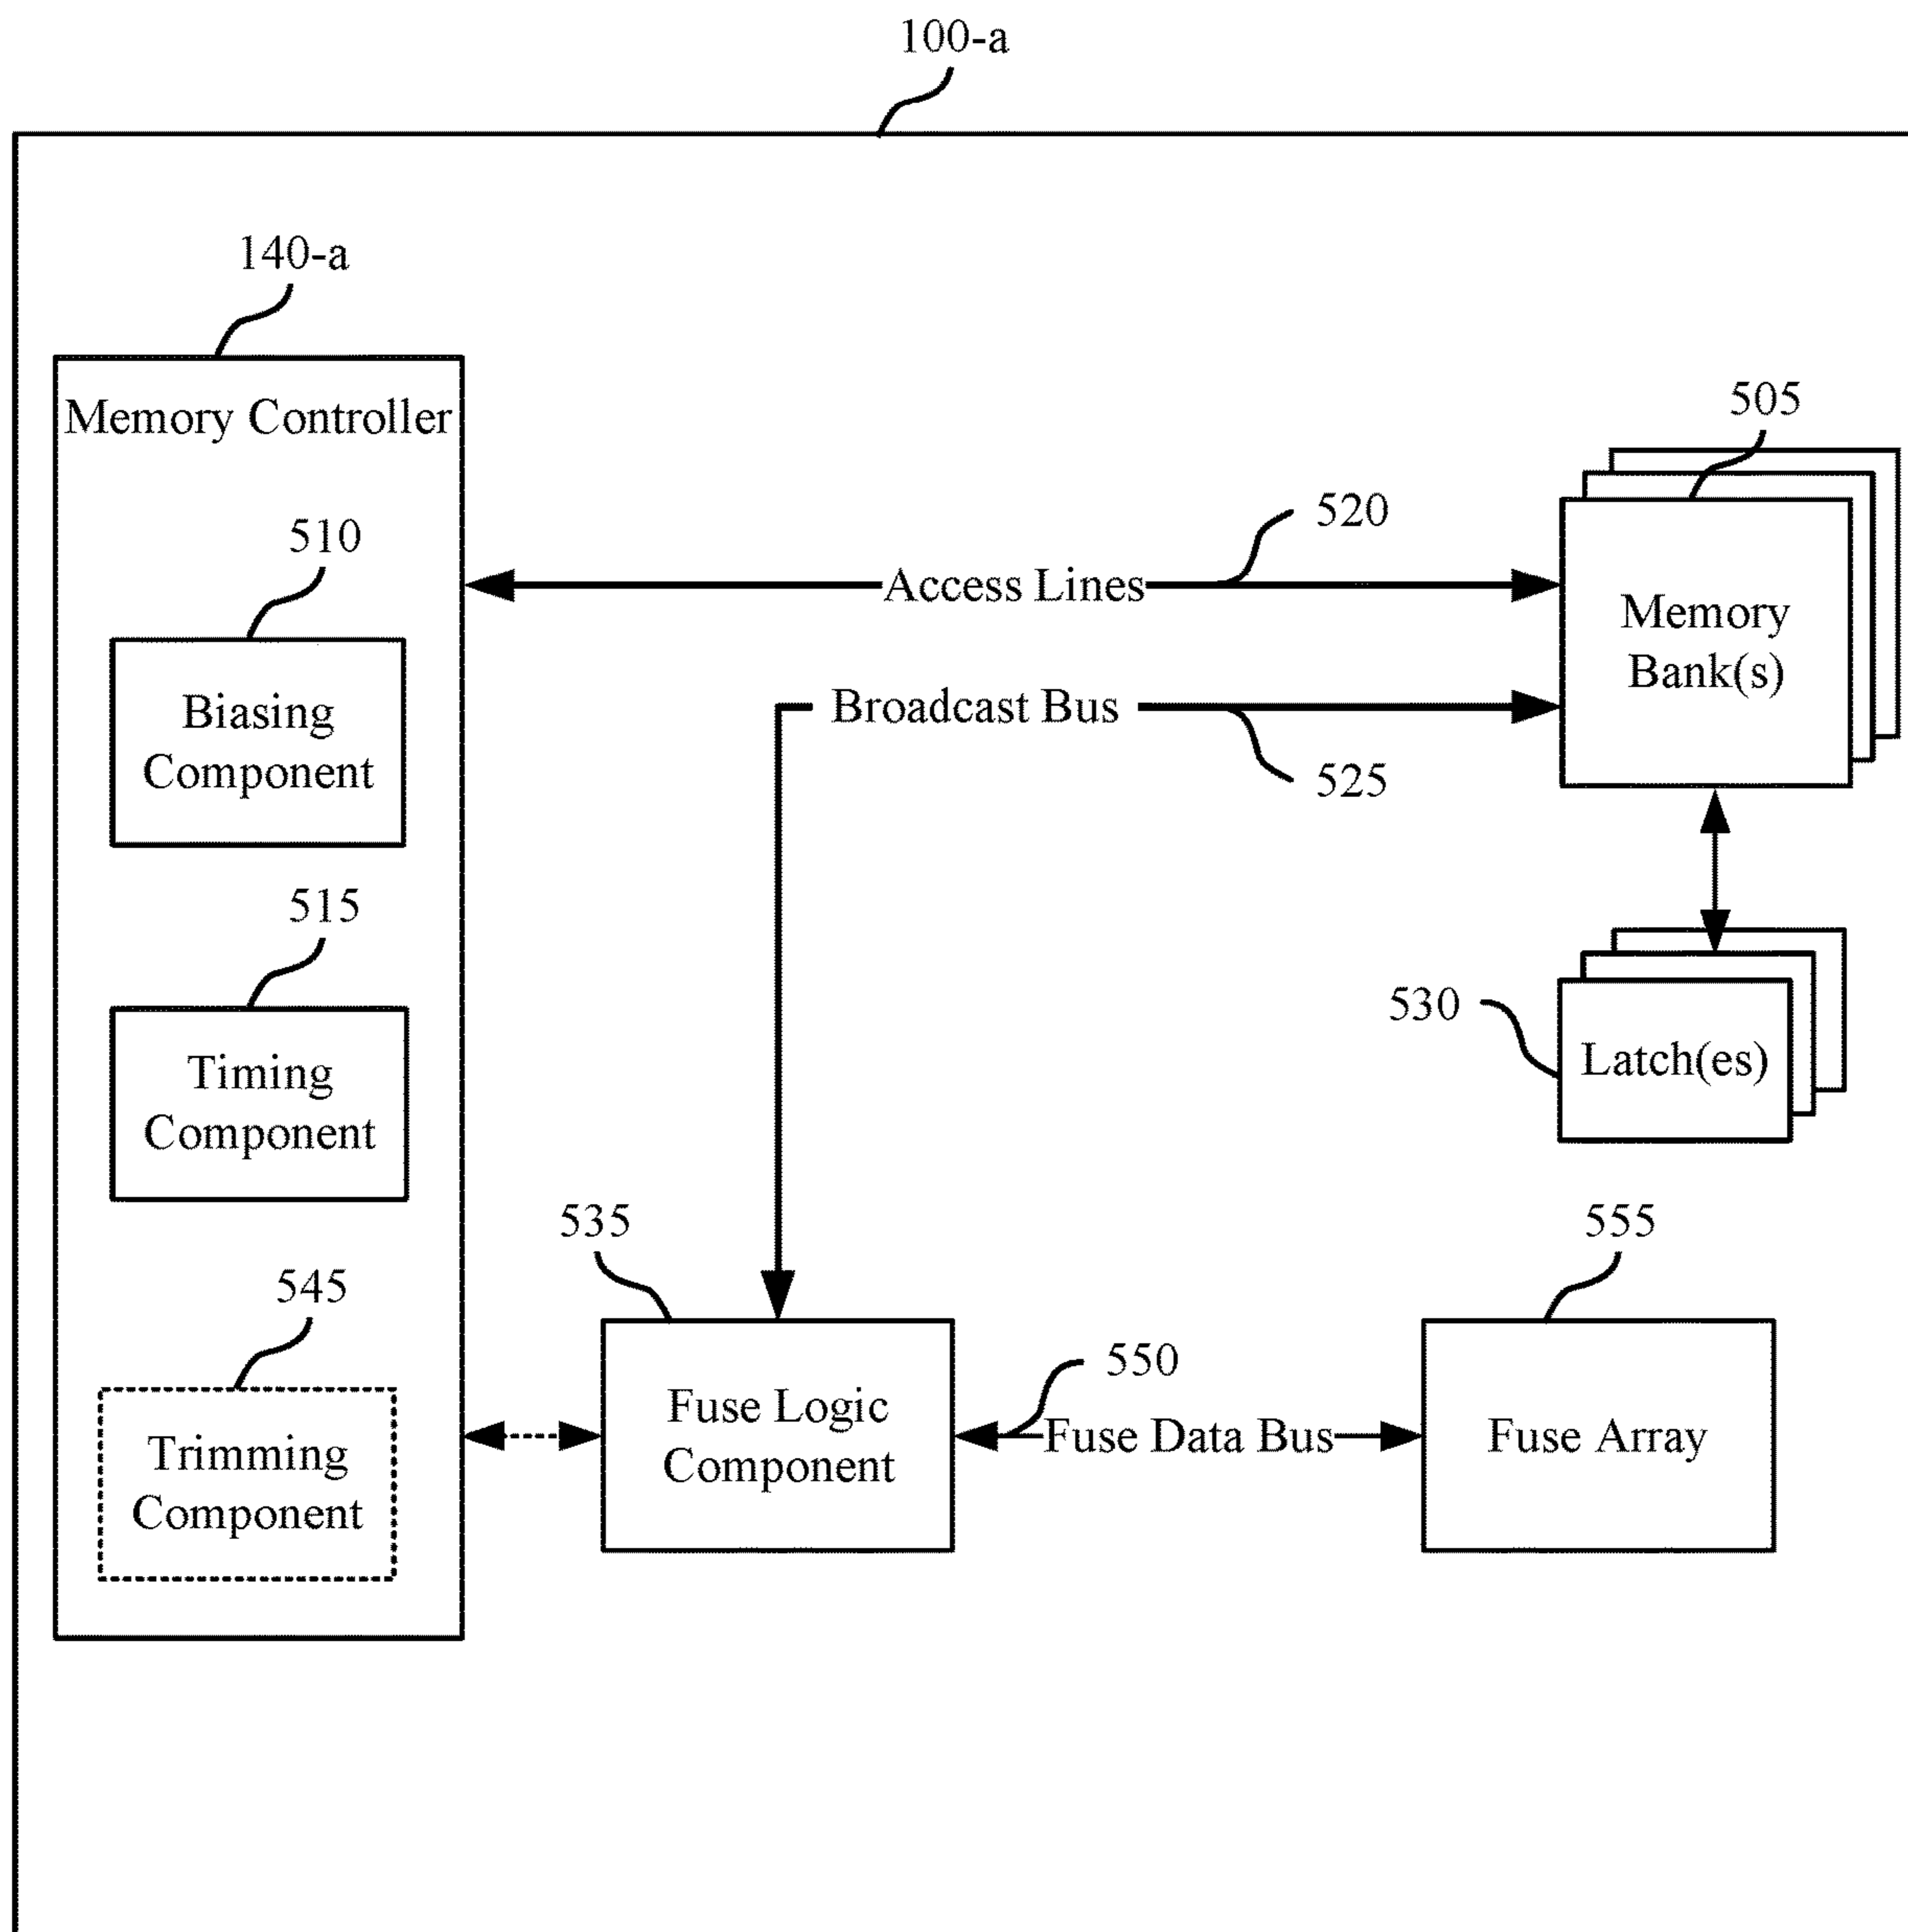 100-a
140-a
Memory Controller
505
520
510
Access Lines
Memory
Bank(s)
Biasing
Component
Broadcast Bus
525
515
530
Latch(es)
Timing
Component
535
555
545
550
Fuse Logic
Component
Fuse Data Bus
Fuse Array
Trimming
Component